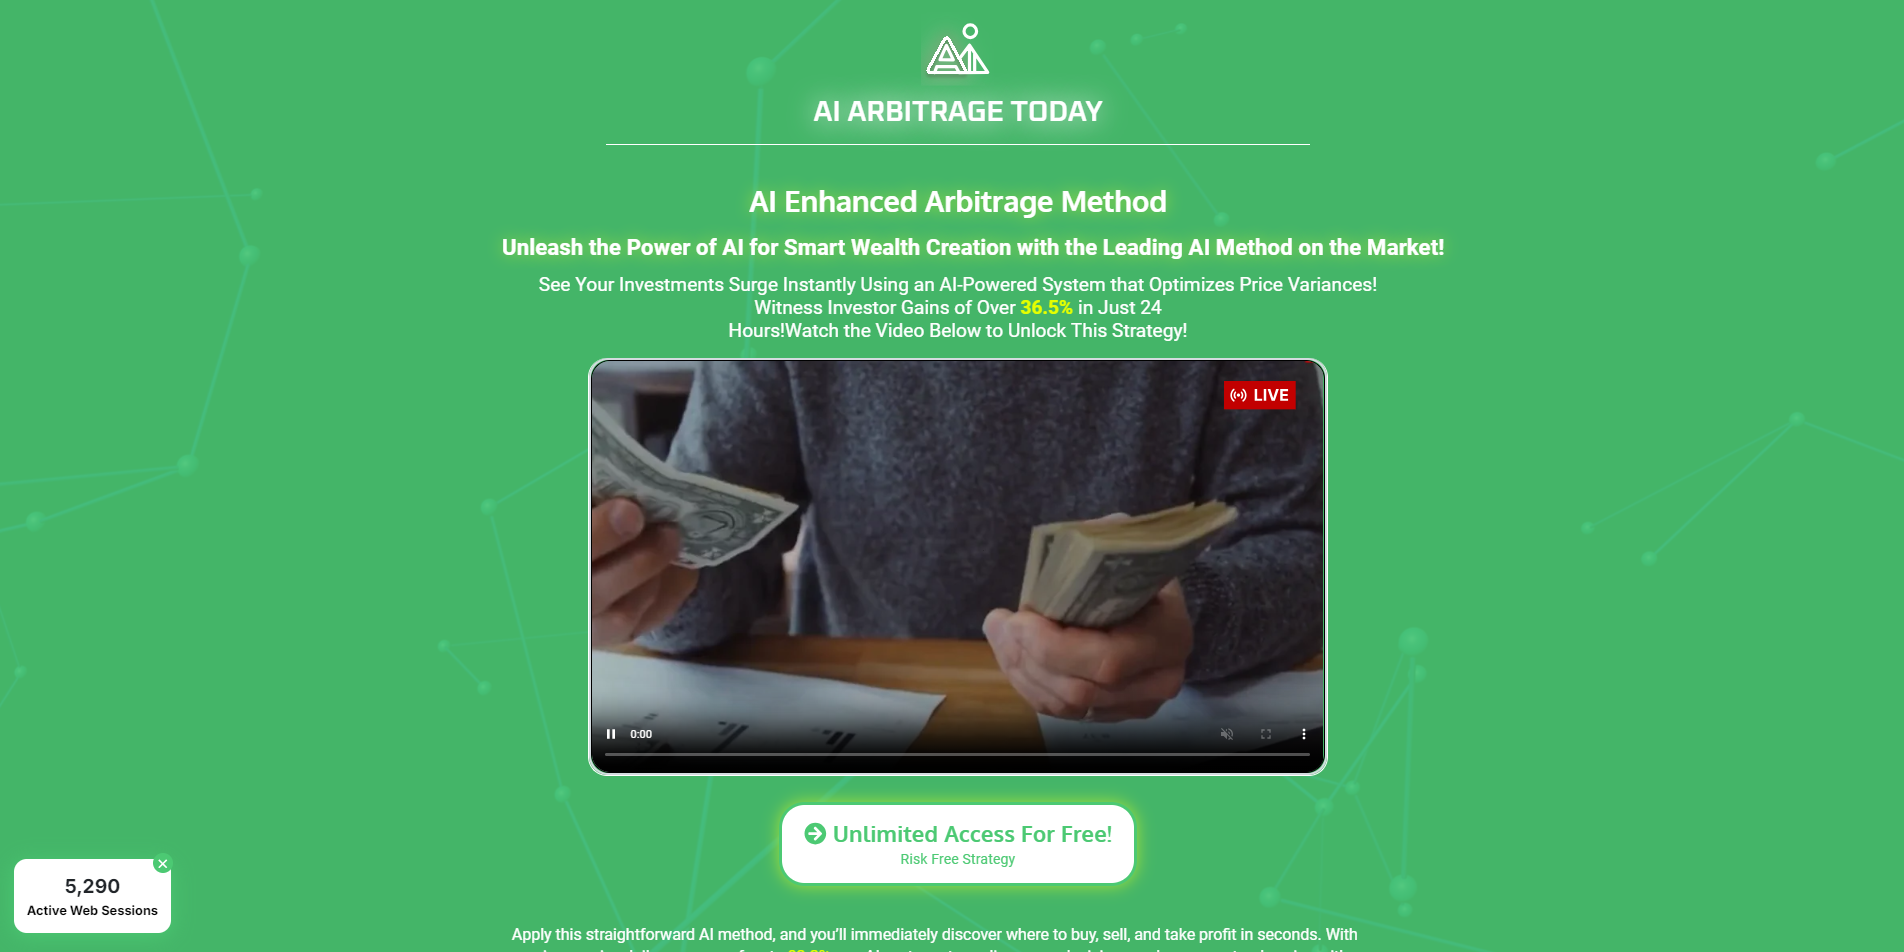 AI ARBITRAGE TODAY
AI Enhanced Arbitrage Method
Unleash the Power of AI for Smart Wealth Creation with the Leading AI Method on the Market!
See Your Investments Surge Instantly Using an AI-Powered System that Optimizes Price Variances!
Witness Investor Gains of Over 36.5% in Just 24
Hours!Watch the Video Below to Unlock This Strategy!
LIVE
0:00
Unlimited Access For Free!
Risk Free Strategy
5,290
Active Web Sessions
Apply this straightforward AI method, and you’ll immediately discover where to buy, sell, and take profit in seconds. With